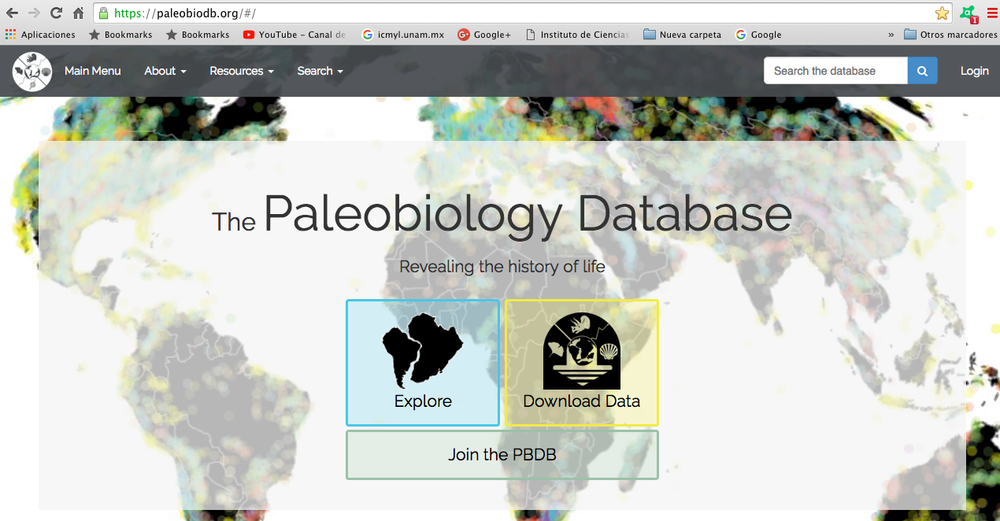 https://paleobiodb.org/#/
Aplicaciones Bookmarks Bookmarks YouTube - Canal de icmyl.unam.mx Google+ Instituto de Ciencias Nueva carpeta Google » Otros marcadores
Main Menu About Resources Search Search the database Login
1
The Paleobiology Database
Revealing the history of life
Explore Download Data
Join the PBDB